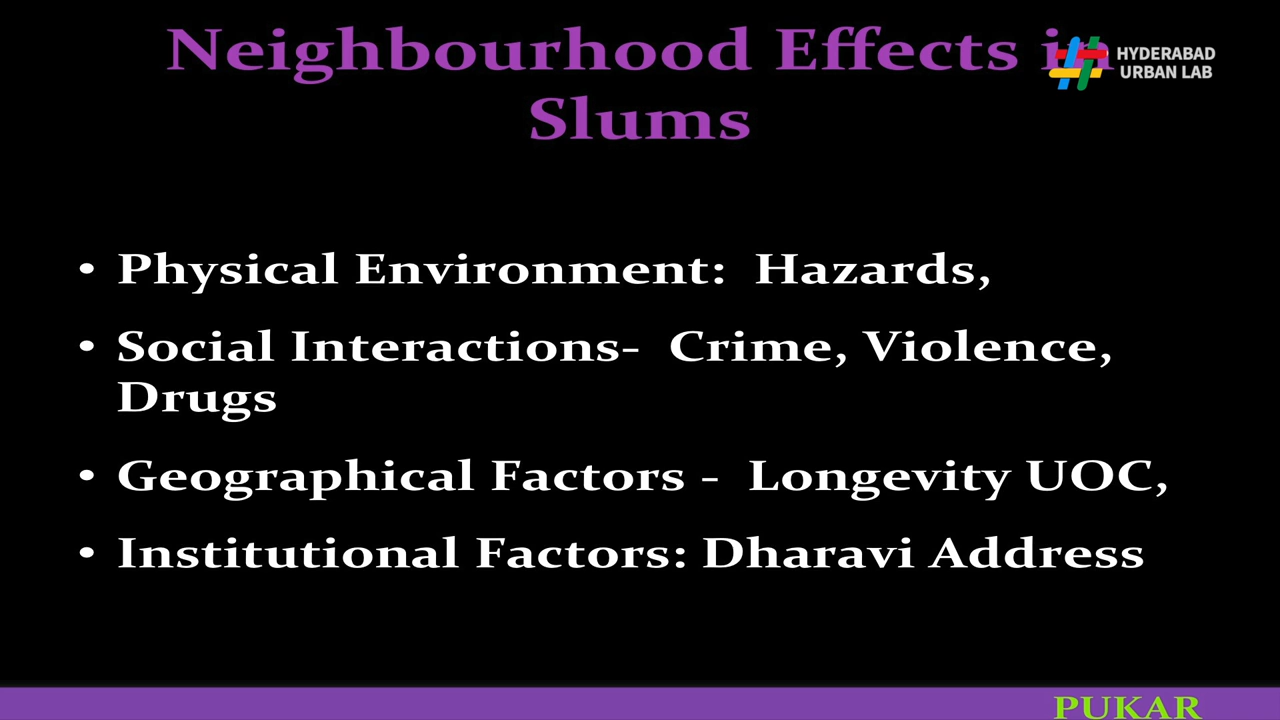 Neighbourhood Effects in
Slums
HYDERABAD
URBAN LAB
• Physical Environment:  Hazards,
• Social Interactions-  Crime, Violence,
Drugs
• Geographical Factors -  Longevity UOC,
• Institutional Factors: Dharavi Address
PUKAR